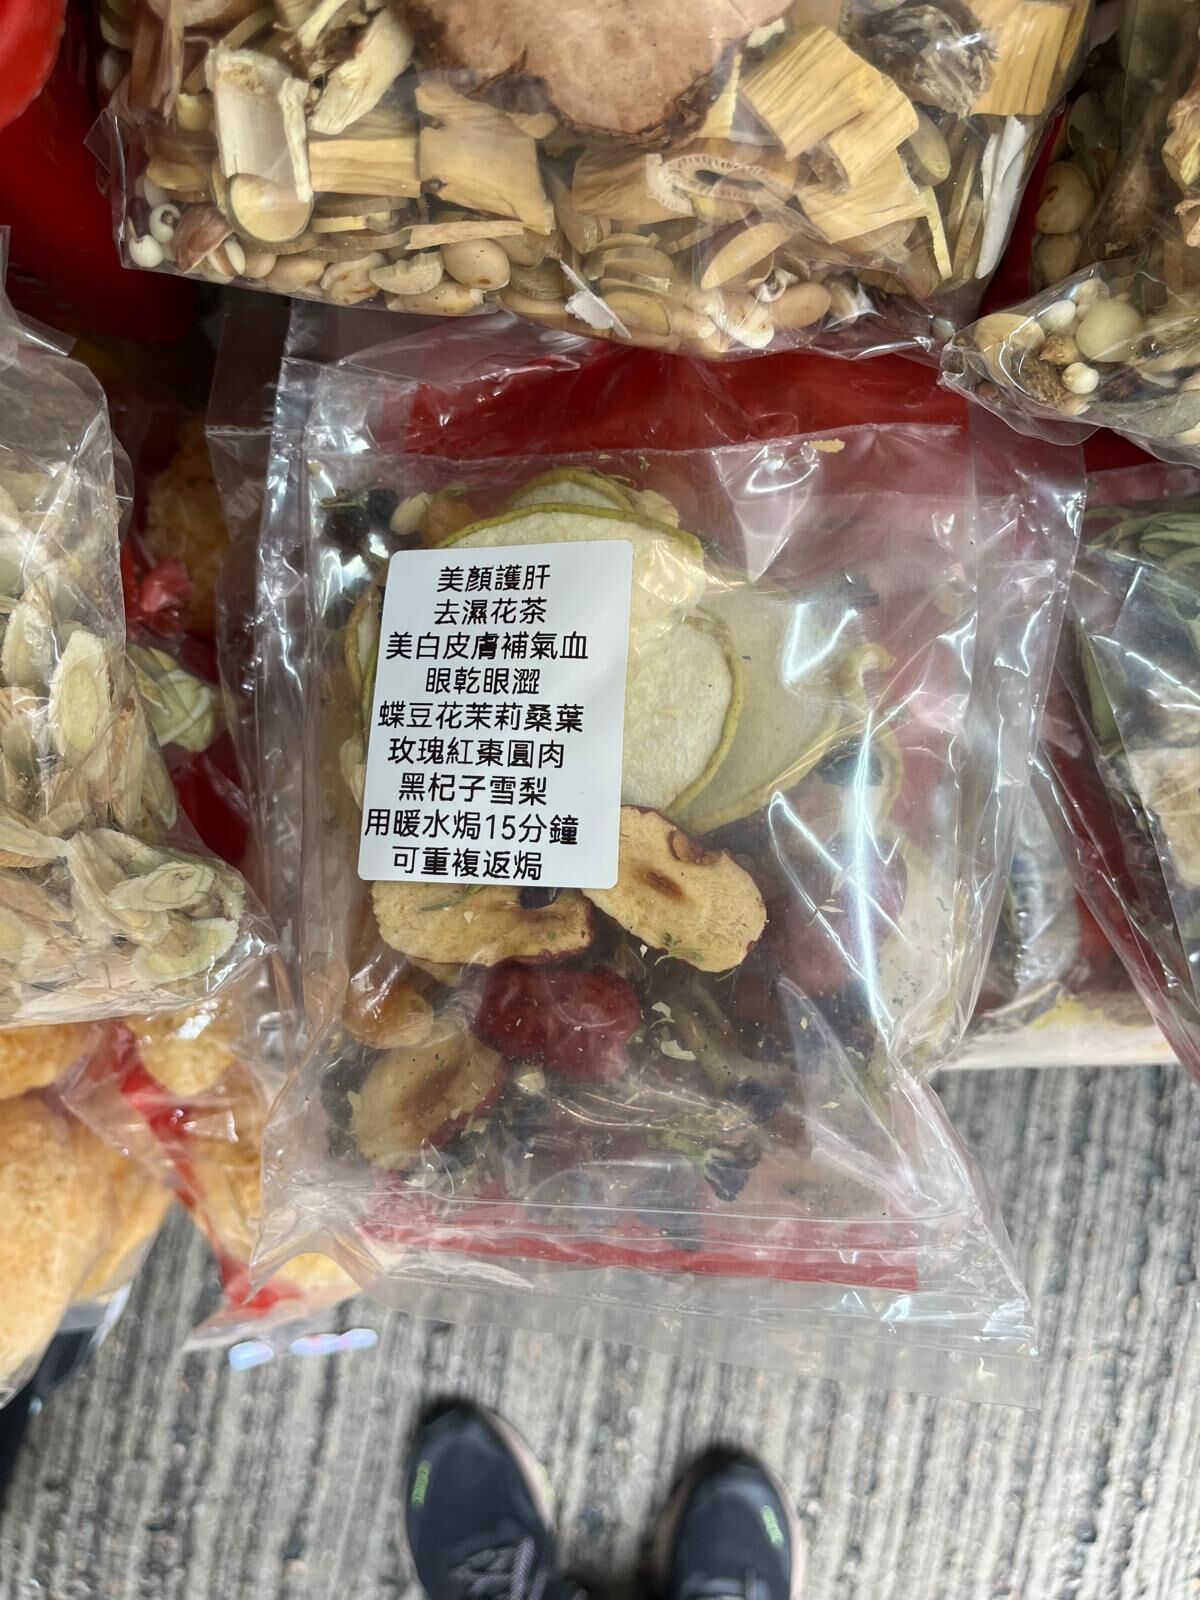 美顏護肝
去濕花茶
美白皮膚補氣血
眼乾眼澀
蝶豆花茉莉桑葉
玫瑰紅棗圓肉
黑杞子雪梨
用暖水焗15分鐘
可重複返焗